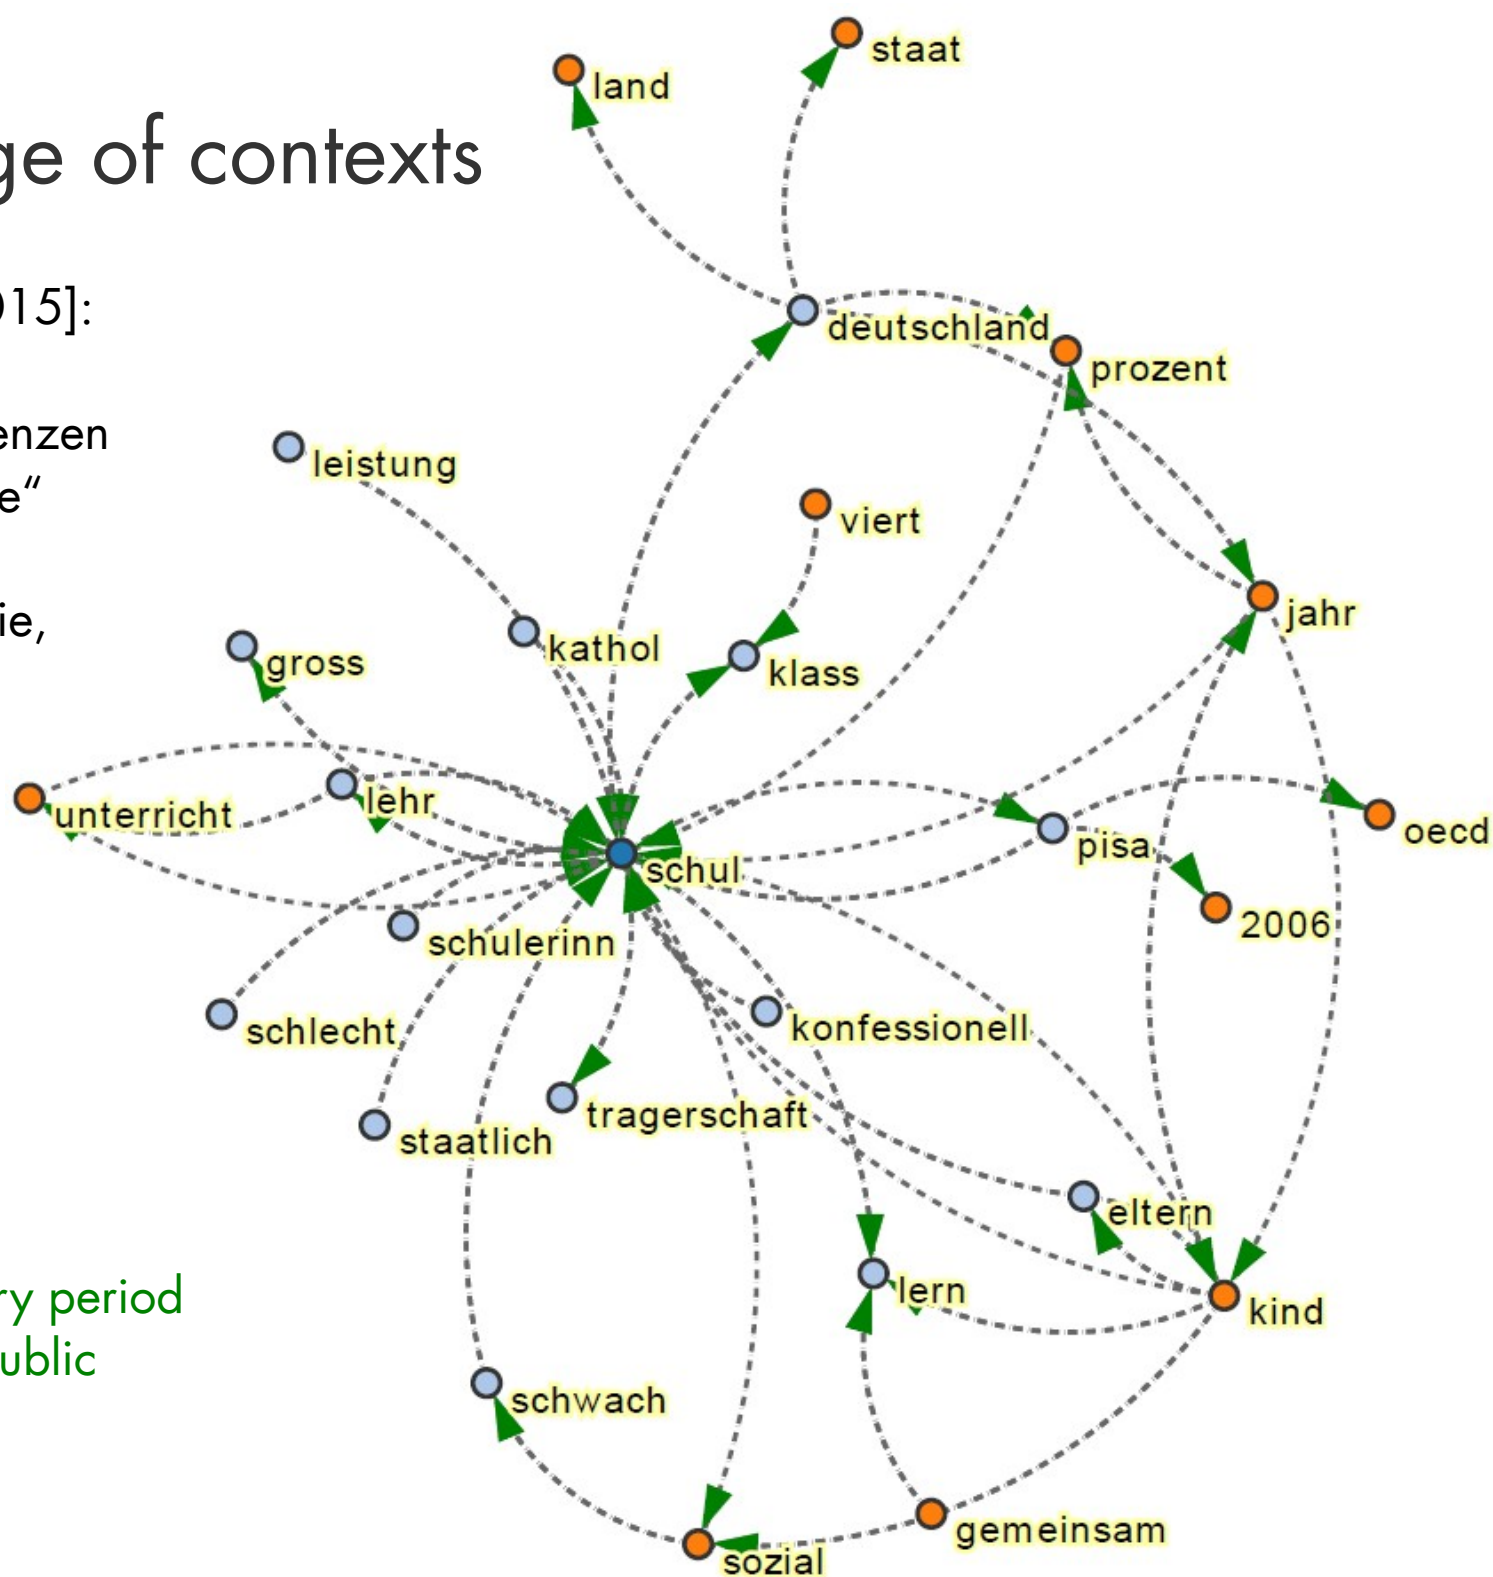 staat
land
ge of contexts
015]:
deutschland
prozent
enzen
leistung
e“
viert
jahr
ie,
kathol
gross
klass
lehr
unterricht
oecd
pisa
schul
2006
schulerinn
konfessionell
schlecht
tragerschaft
staatlich
eltern
lern
ry period
kind
ublic
schwach
gemeinsam
sozial